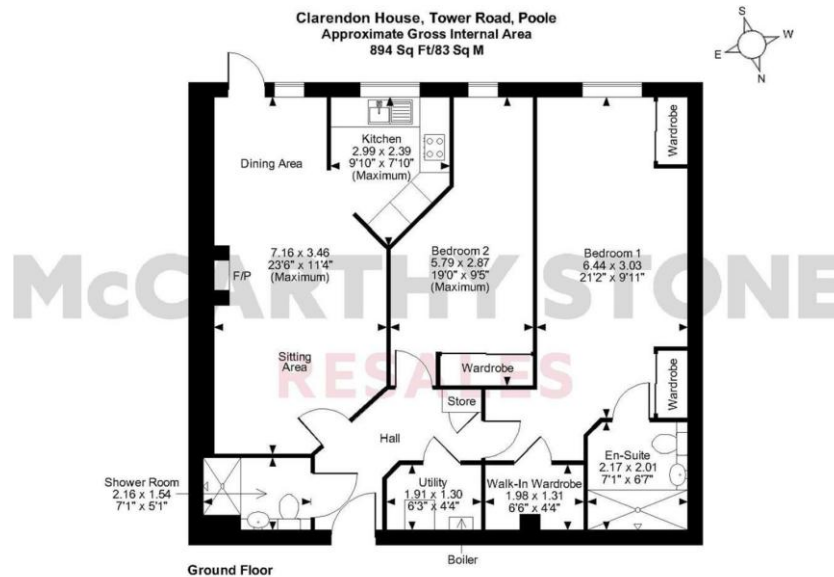 Clarendon House, Tower Road, Poole
Approximate Gross Internal Area
894 Sq Ft/83 Sq M
S
E
W
N
Kitchen
2.99 x 2.39
9'10" x 7'10"
(Maximum)
Wardrobe
Dining Area
7.16 x 3.46
23'6" x 11'4"
(Maximum)
F/P
Bedroom 2
5.79 x 2.87
19'0" x 9'5"
(Maximum)
Bedroom 1
6.44 x 3.03
21'2" x 9'11"
McCARTHY STONE
RESALES
Sitting
Area
Wardrobe
Wardrobe
Store
Hall
Shower Room
2.16 x 1.54
7'1" x 5'1"
Utility
1.91 x 1.30
6'3" x 4'4"
Walk-In Wardrobe
1.98 x 1.31
6'6" x 4'4"
En-Suite
2.17 x 2.01
7'1" x 6'7"
Boiler
Ground Floor